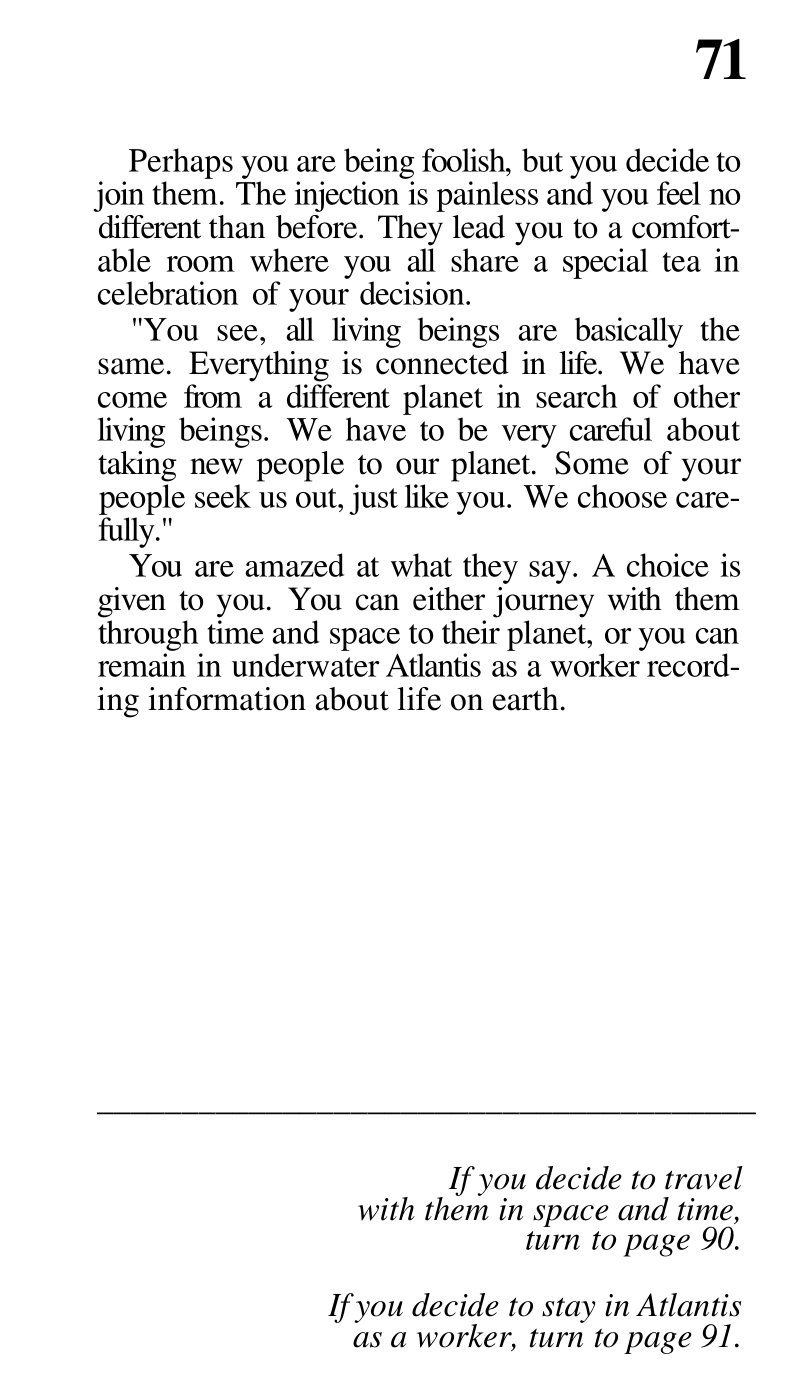 71
Perhaps you are being foolish, but you decide to
join them. The injection is painless and you feel no
different than before. They lead you to a comfort-
able room where you all share a special tea in
celebration of your decision.
"You see, all living beings are basically the
same. Everything is connected in life. We have
come from a different planet in search of other
living beings. We have to be very careful about
taking new people to our planet. Some of your
people seek us out, just like you. We choose care-
fully."
You are amazed at what they say. A choice is
given to you. You can either journey with them
through time and space to their planet, or you can
remain in underwater Atlantis as a worker record-
ing information about life on earth.
If you decide to travel
with them in space and time,
turn to page 90.
If you decide to stay in Atlantis
as a worker, turn to page 91.